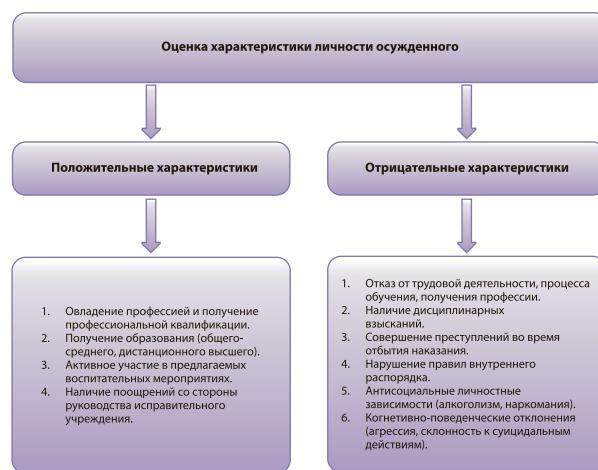 Оценка характеристики личности осужденного
Положительные характеристики
Отрицательные характеристики
1. Овладение профессией и получение
профессиональной квалификации.
2. Получение образования (общего-
среднего, дистанционного высшего).
3. Активное участие в предлагаемых
воспитательных мероприятиях.
4. Наличие поощрений со стороны
руководства исправительного
учреждения.
1. Отказ от трудовой деятельности, процесса
обучения, получения профессии.
2. Наличие дисциплинарных
взысканий.
3. Совершение преступлений во время
отбытия наказания.
4. Нарушение правил внутреннего
распорядка.
5. Антисоциальные личностные
зависимости (алкоголизм, наркомания).
6. Когнетивно-поведенческие отклонения
(агрессия, склонность к суицидальным
действиям).